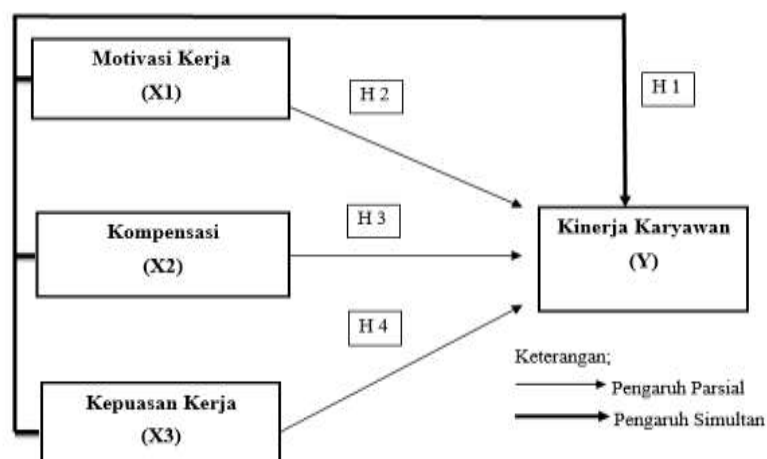 Motivasi Kerja
(X1)
H 2
H 1
Kompensasi
(X2)
H 3
Kinerja Karyawan
(Y)
H 4
Kepuasan Kerja
(X3)
Keterangan;
Pengaruh Parsial
Pengaruh Simultan